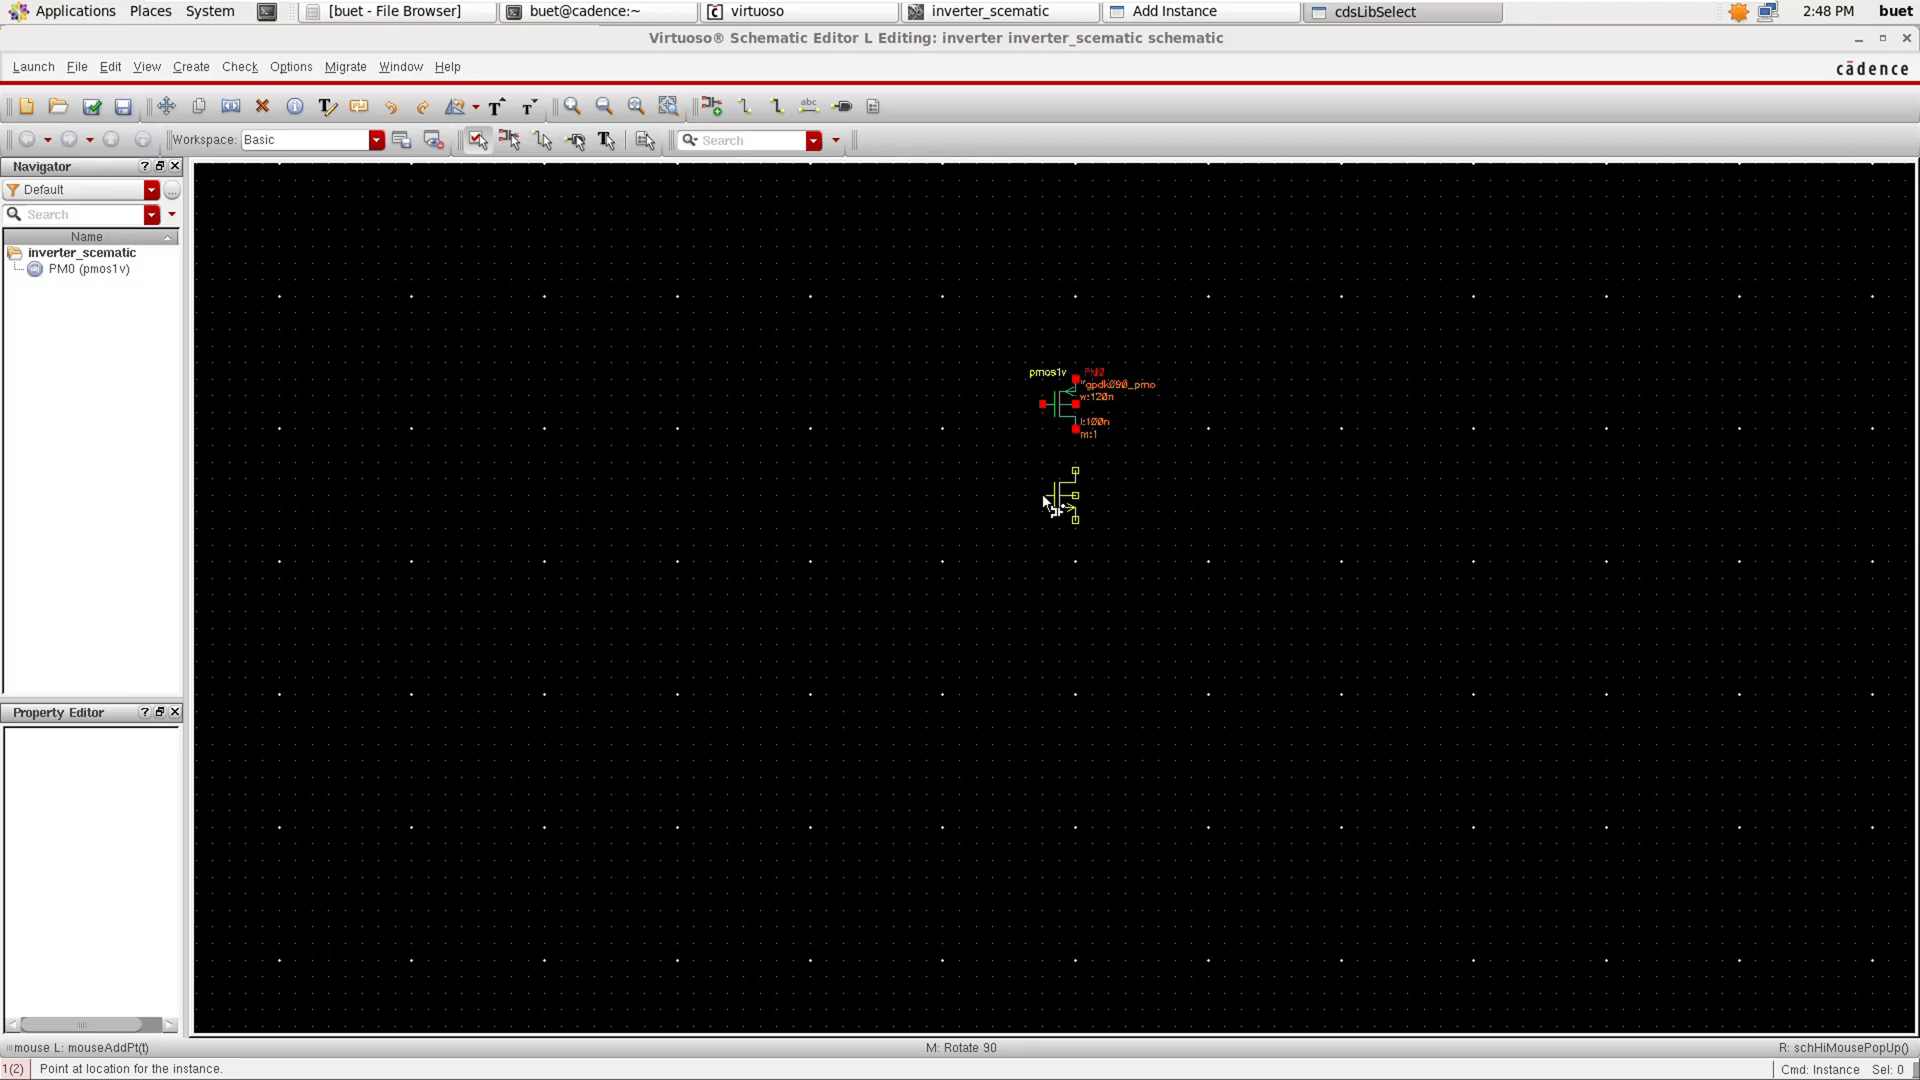 Applications Places System [buet - File Browser] buet@cadence:~ virtuoso inverter_scematic Add Instance cdsLibSelect 2:48 PM buet
Virtuoso® Schematic Editor L Editing: inverter inverter_scematic schematic
Launch File Edit View Create Check Options Migrate Window Help cādence
abc
Workspace: Basic Search
Navigator
Default
Search
Name
inverter_scematic
PM0 (pmos1v)
pmos1v PM0
"gpdk090_pmo
w:120n
l:100n
m:1
Property Editor
mouse L: mouseAddPt(t) M: Rotate 90 R: schHiMousePopUp()
1(2) Point at location for the instance. Cmd: Instance Sel: 0